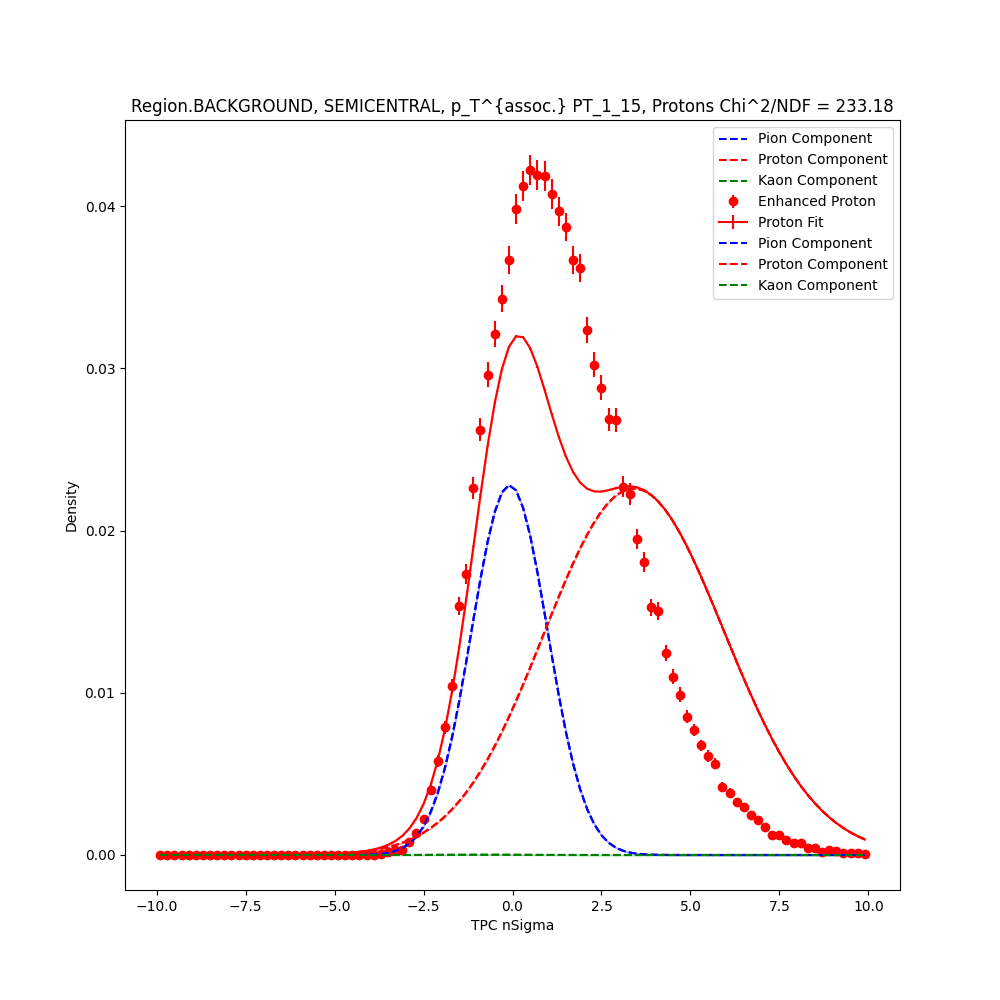 Region.BACKGROUND, SEMICENTRAL, p_T^{assoc.} PT_1_15, Protons Chi^2/NDF = 233.18
Pion Component
Proton Component
Kaon Component
Enhanced Proton
Proton Fit
Pion Component
Proton Component
Kaon Component
0.04
0.03
0.02
0.01
0.00
Density
−10.0 −7.5 −5.0 −2.5 0.0 2.5 5.0 7.5 10.0
TPC nSigma